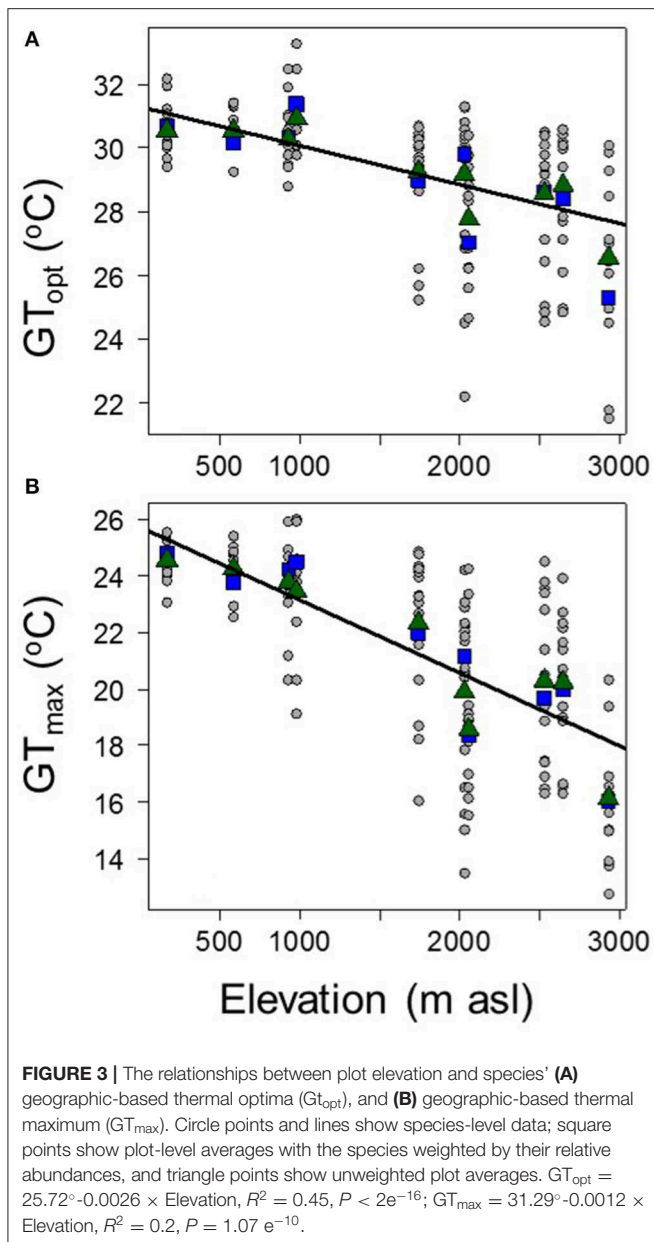 A
32
30
28
26
24
22
GTopt (oC)
500 1000 2000 3000
B
26
24
22
20
18
16
14
GTmax (oC)
500 1000 2000 3000
Elevation (m asl)
FIGURE 3 | The relationships between plot elevation and species’ (A)
geographic-based thermal optima (Gtopt), and (B) geographic-based thermal
maximum (GTmax). Circle points and lines show species-level data; square
points show plot-level averages with the species weighted by their relative
abundances, and triangle points show unweighted plot averages. GTopt =
25.72°-0.0026 × Elevation, R² = 0.45, P < 2e⁻¹⁶; GTmax = 31.29°-0.0012 ×
Elevation, R² = 0.2, P = 1.07 e⁻¹⁰.